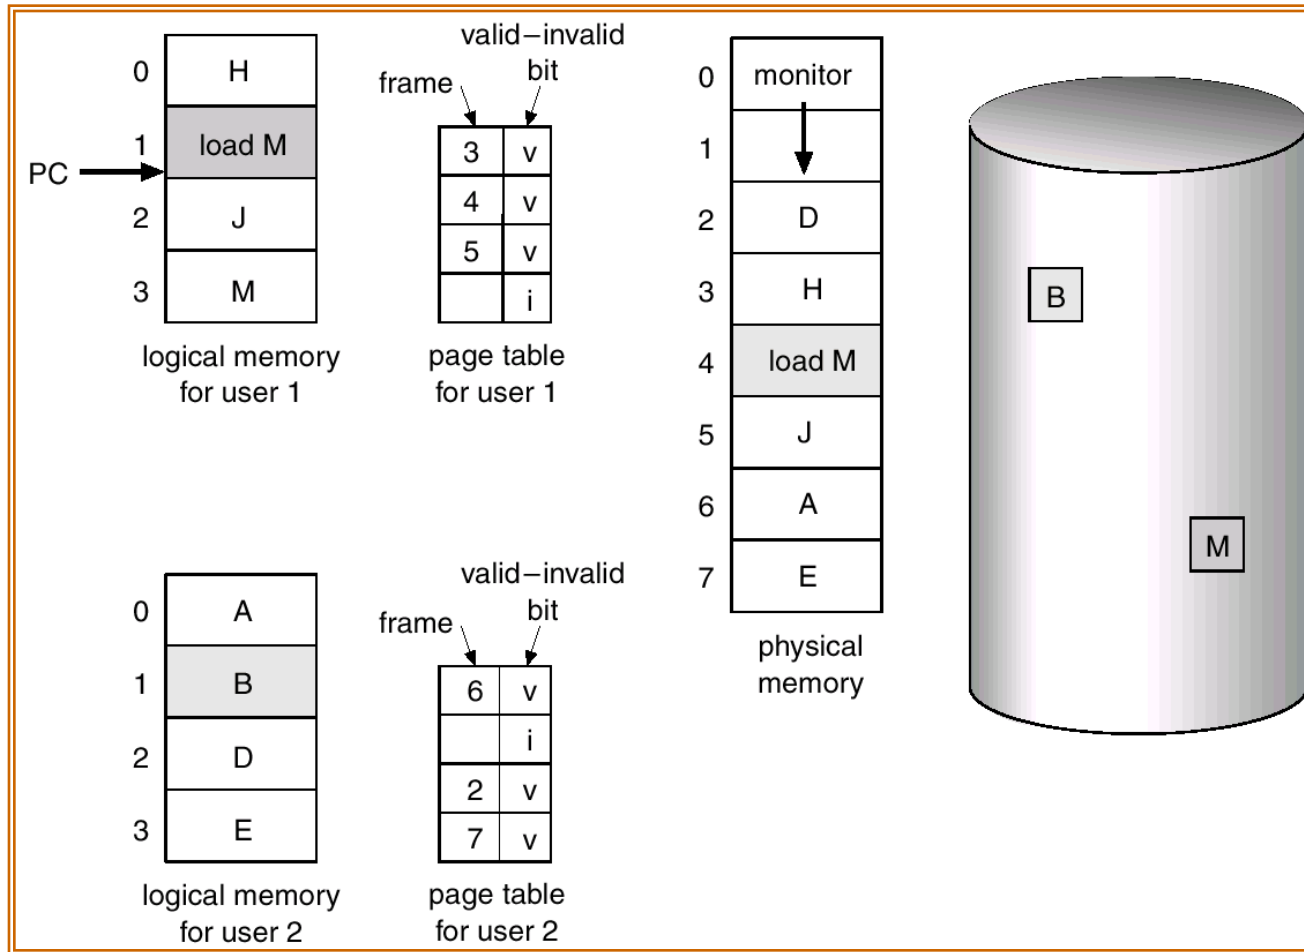 0
H
1
load M
PC
2
J
3
M
logical memory
for user 1
valid–invalid
frame
bit
3 v
4 v
5 v
i
page table
for user 1
0
A
1
B
2
D
3
E
logical memory
for user 2
valid–invalid
bit
frame
6 v
i
2 v
7 v
page table
for user 2
0
monitor
1
2
D
3
H
4
load M
5
J
6
A
7
E
physical
memory
B
M